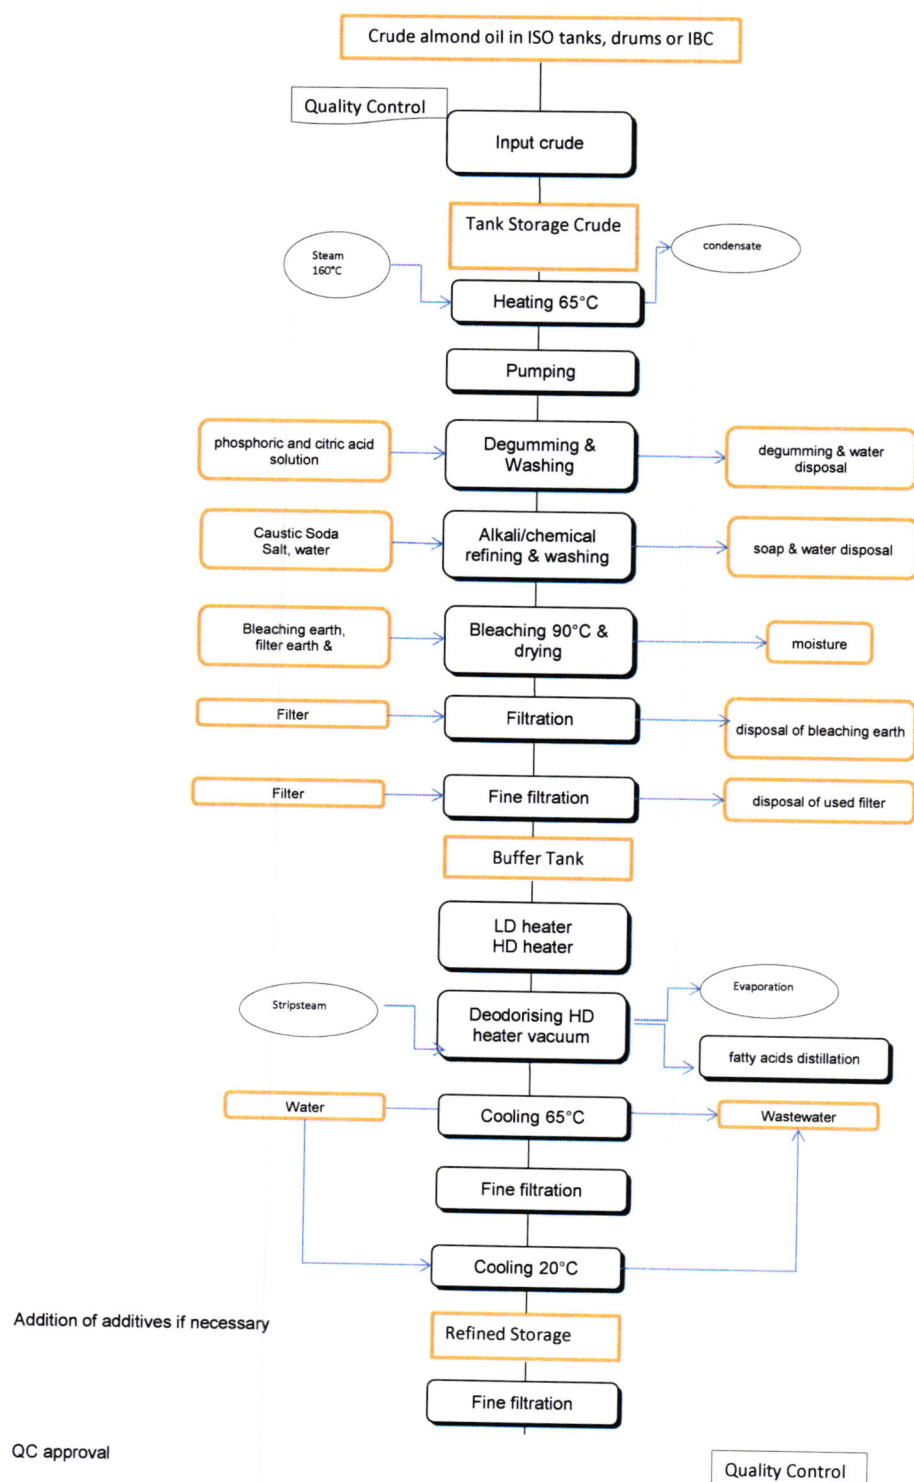 Crude almond oil in ISO tanks, drums or IBC
Quality Control
Input crude
Tank Storage Crude
Steam
160°C
condensate
Heating 65°C
Pumping
phosphoric and citric acid
solution
Degumming &
Washing
degumming & water
disposal
Caustic Soda
Salt, water
Alkali/chemical
refining & washing
soap & water disposal
Bleaching earth,
filter earth &
Bleaching 90°C &
drying
moisture
Filter
Filtration
disposal of bleaching earth
Filter
Fine filtration
disposal of used filter
Buffer Tank
LD heater
HD heater
Stripsteam
Deodorising HD
heater vacuum
Evaporation
fatty acids distillation
Water
Cooling 65°C
Wastewater
Fine filtration
Cooling 20°C
Addition of additives if necessary
Refined Storage
Fine filtration
QC approval
Quality Control